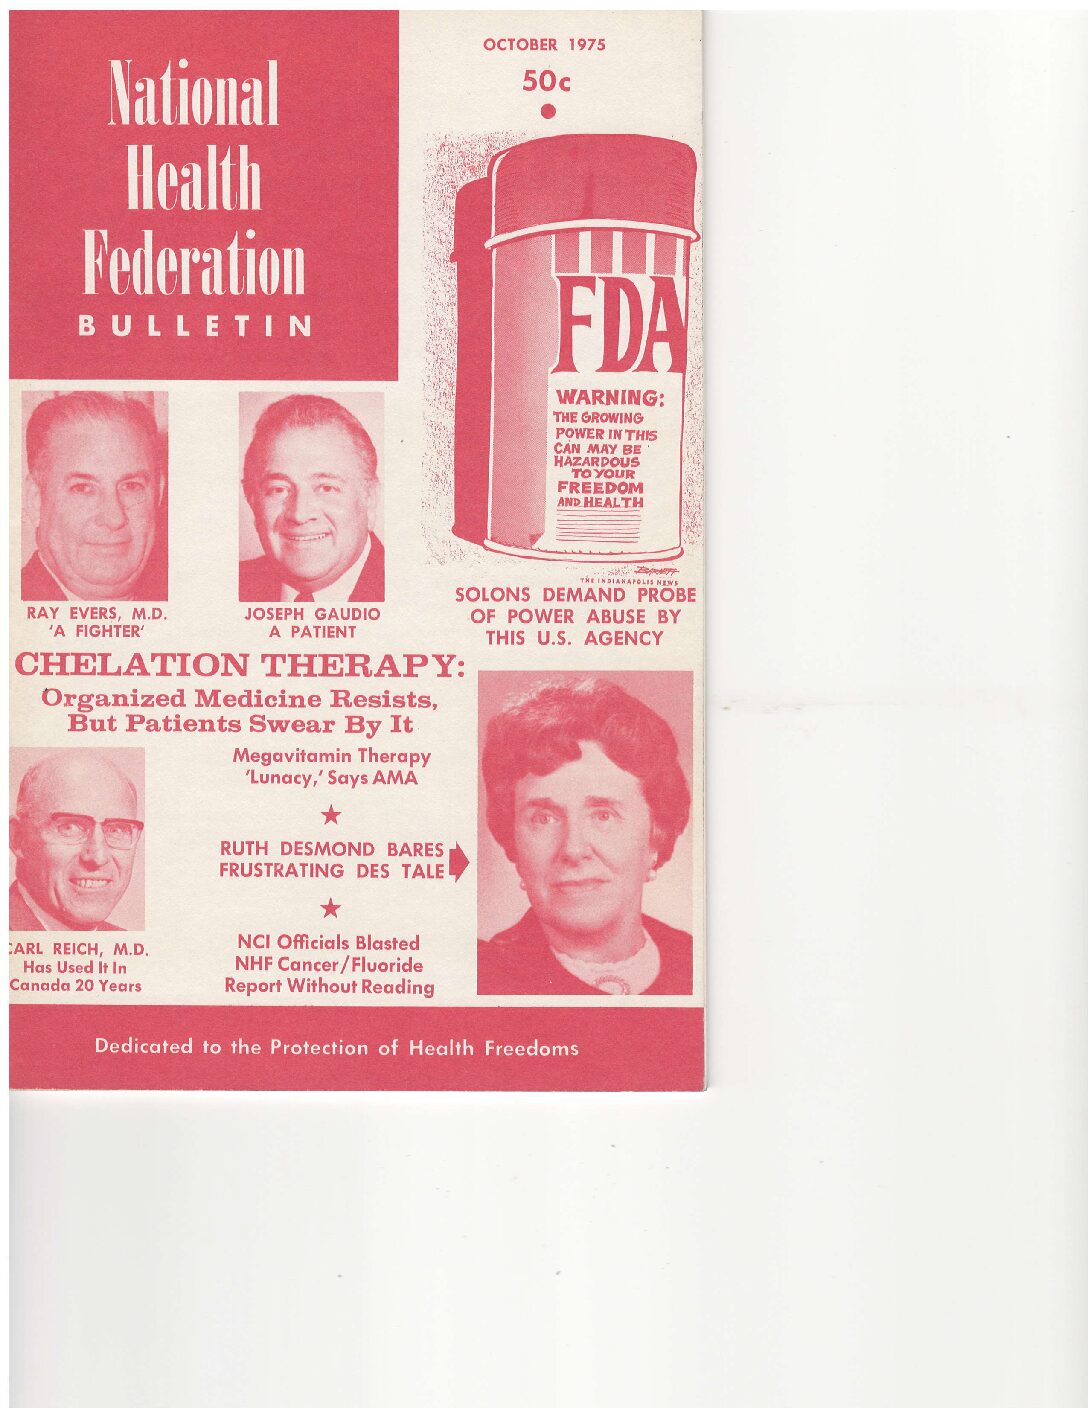 National
Health
Federation
BULLETIN
OCTOBER 1975
50c
FDA
WARNING:
THE GROWING
POWER IN THIS
CAN MAY BE
HAZARDOUS
TO YOUR
FREEDOM
AND HEALTH
THE INDIANAPOLIS NEWS
SOLONS DEMAND PROBE
OF POWER ABUSE BY
THIS U.S. AGENCY
RAY EVERS, M.D.
'A FIGHTER'
JOSEPH GAUDIO
A PATIENT
CHELATION THERAPY:
Organized Medicine Resists,
But Patients Swear By It
Megavitamin Therapy
'Lunacy,' Says AMA
RUTH DESMOND BARES
FRUSTRATING DES TALE
NCI Officials Blasted
NHF Cancer/Fluoride
Report Without Reading
CARL REICH, M.D.
Has Used It In
Canada 20 Years
Dedicated to the Protection of Health Freedoms